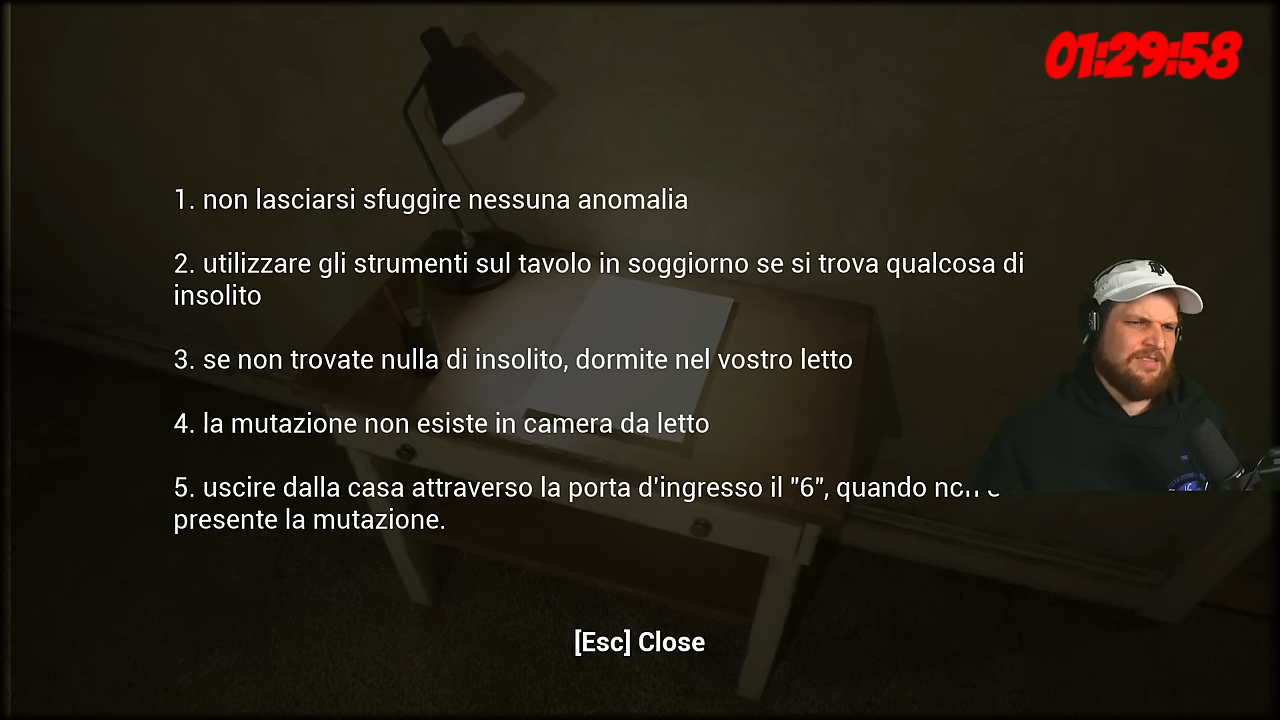 01:29:58
1. non lasciarsi sfuggire nessuna anomalia
2. utilizzare gli strumenti sul tavolo in soggiorno se si trova qualcosa di
insolito
3. se non trovate nulla di insolito, dormite nel vostro letto
4. la mutazione non esiste in camera da letto
5. uscire dalla casa attraverso la porta d'ingresso il "6", quando
presente la mutazione.
[Esc] Close